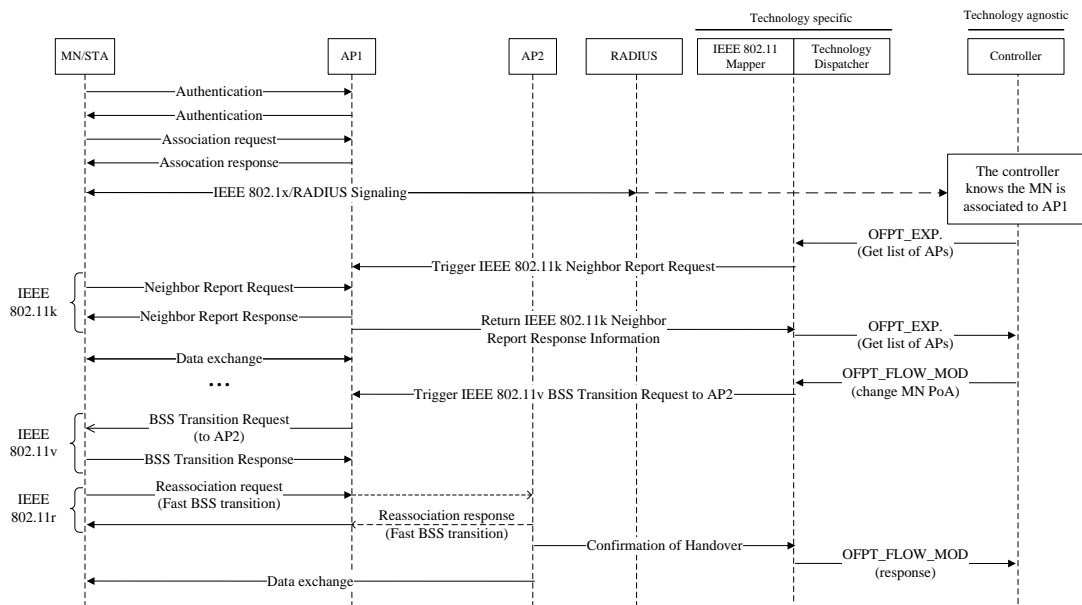 Technology specific
Technology agnostic
MN/STA
AP1
AP2
RADIUS
IEEE 802.11
Mapper
Technology
Dispatcher
Controller
Authentication
Authentication
Association request
Assocation response
IEEE 802.1x/RADIUS Signaling
The controller
knows the MN is
associated to AP1
OFPT_EXP.
(Get list of APs)
Trigger IEEE 802.11k Neighbor Report Request
IEEE
802.11k
Neighbor Report Request
Neighbor Report Response
Return IEEE 802.11k Neighbor
Report Response Information
OFPT_EXP.
(Get list of APs)
Data exchange
...
OFPT_FLOW_MOD
(change MN PoA)
Trigger IEEE 802.11v BSS Transition Request to AP2
IEEE
802.11v
BSS Transition Request
(to AP2)
BSS Transition Response
IEEE
802.11r
Reassociation request
(Fast BSS transition)
Reassociation response
(Fast BSS transition)
Confirmation of Handover
OFPT_FLOW_MOD
(response)
Data exchange